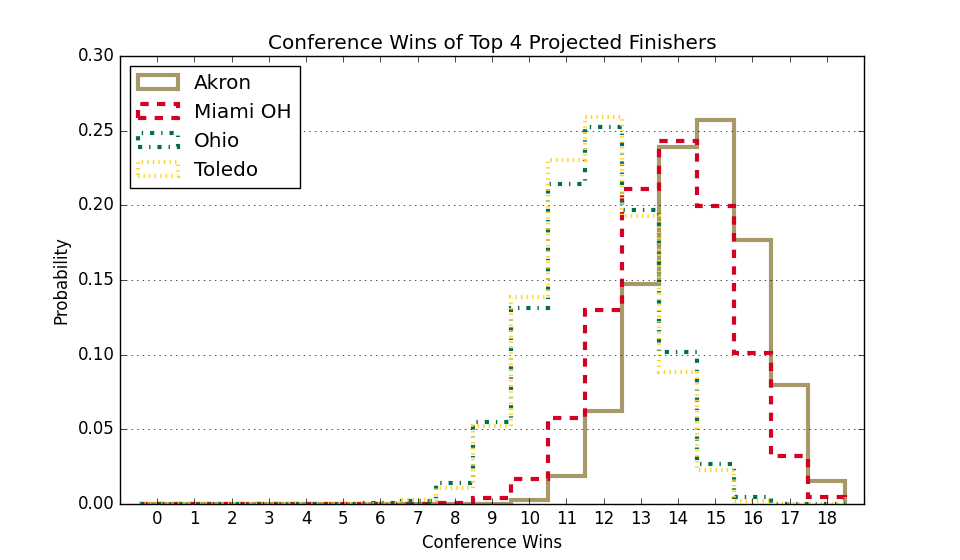 Conference Wins of Top 4 Projected Finishers
0.30
0.25
0.20
0.15
0.10
0.05
0.00
Probability
Akron
Miami OH
Ohio
Toledo
0 1 2 3 4 5 6 7 8 9 10 11 12 13 14 15 16 17 18
Conference Wins